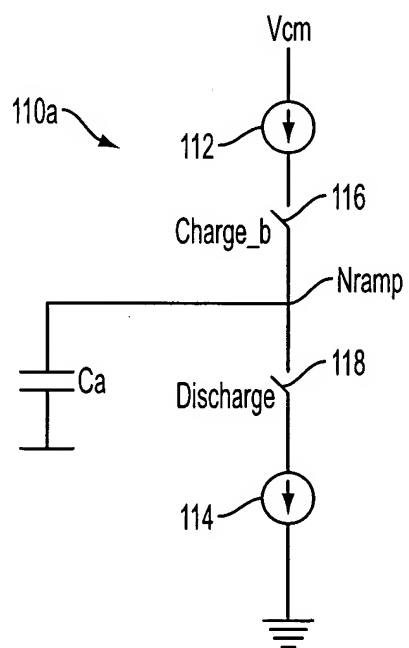 Vcm
110a
112
116
Charge_b
Nramp
118
Ca
Discharge
114